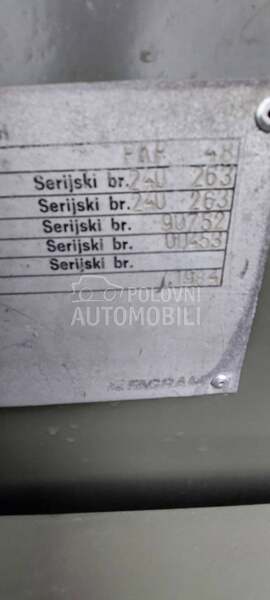 PKP 48
Serijski br. 240 263
Serijski br. 240 263
Serijski br. 90752
Serijski br. 00453
Serijski br.
1984
POLOVNI
AUTOMOBILI